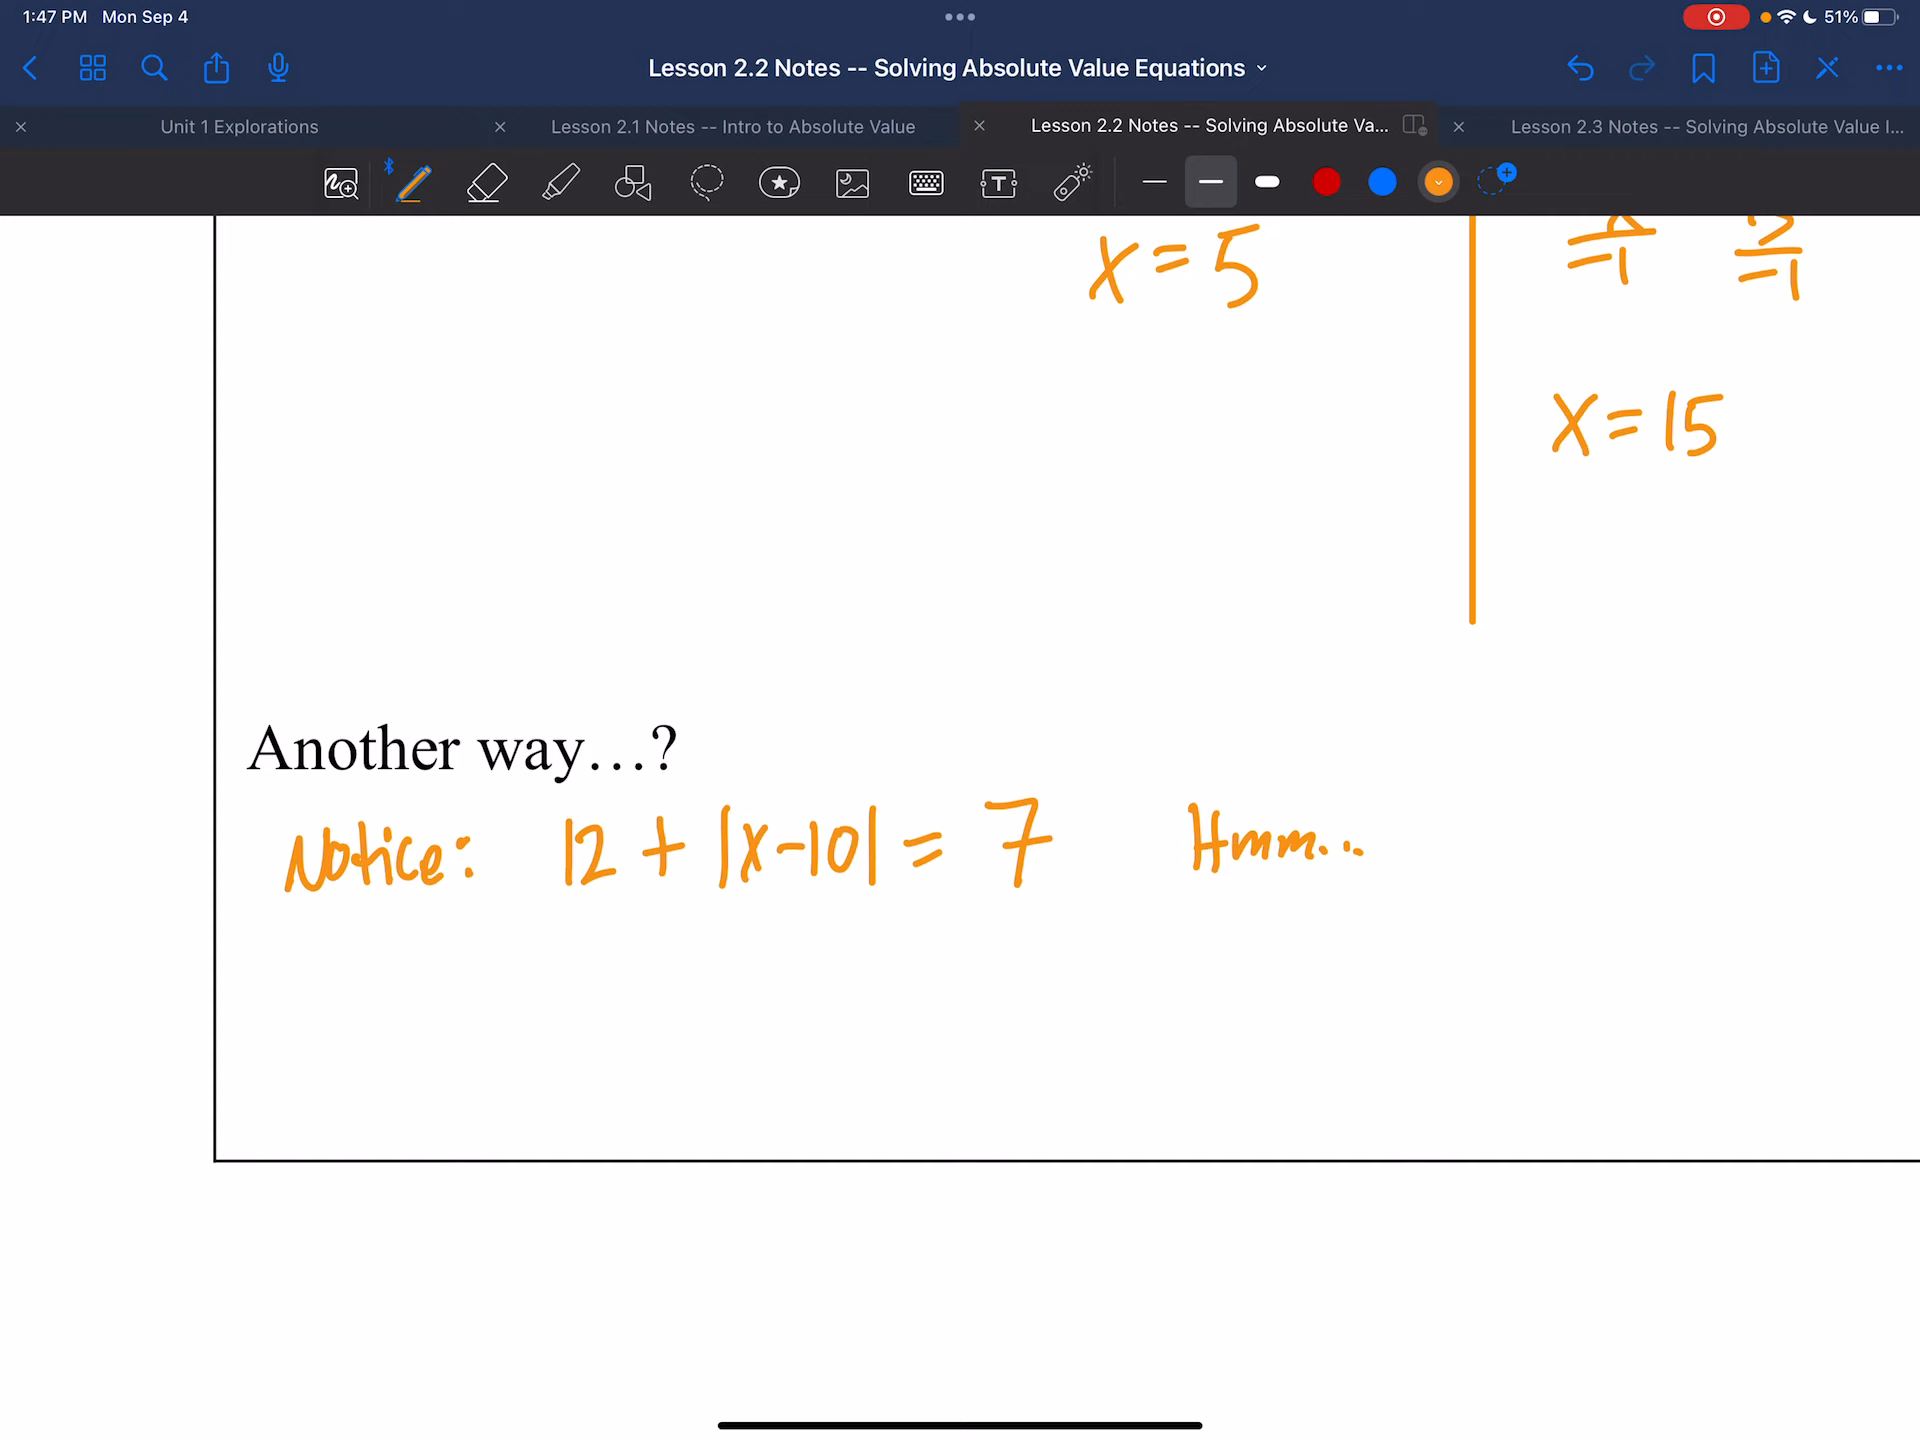 1:47 PM Mon Sep 4
51%
Lesson 2.2 Notes -- Solving Absolute Value Equations
Unit 1 Explorations
Lesson 2.1 Notes -- Intro to Absolute Value
Lesson 2.2 Notes -- Solving Absolute Va...
Lesson 2.3 Notes -- Solving Absolute Value I...
T
x = 5
-1
-1
x = 15
Another way…?
Notice: 12 + |x-10| = 7 Hmm...